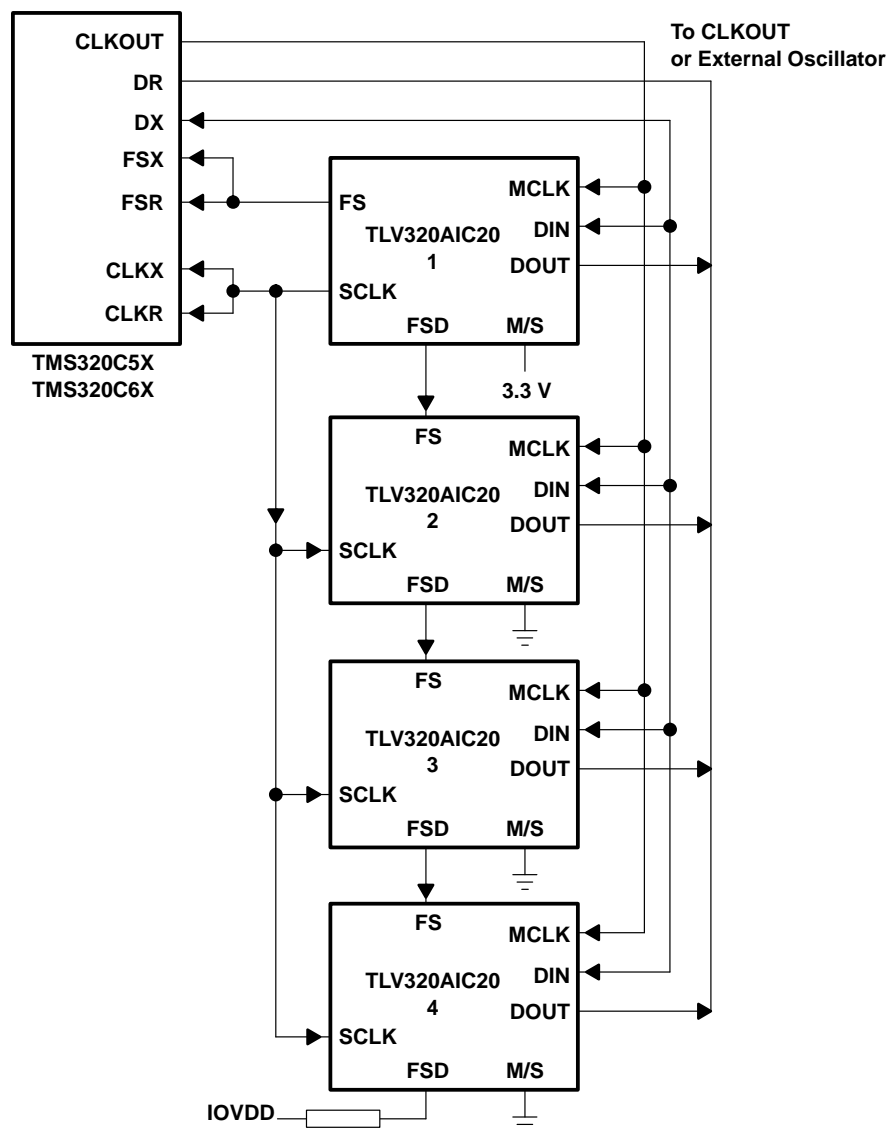 CLKOUT
DR
DX
FSX
FSR
CLKX
CLKR
TMS320C5X
TMS320C6X
To CLKOUT
or External Oscillator
FS
SCLK
TLV320AIC20
1
MCLK
DIN
DOUT
FSD
M/S
3.3 V
FS
SCLK
TLV320AIC20
2
MCLK
DIN
DOUT
FSD
M/S
FS
SCLK
TLV320AIC20
3
MCLK
DIN
DOUT
FSD
M/S
FS
SCLK
TLV320AIC20
4
MCLK
DIN
DOUT
FSD
M/S
IOVDD